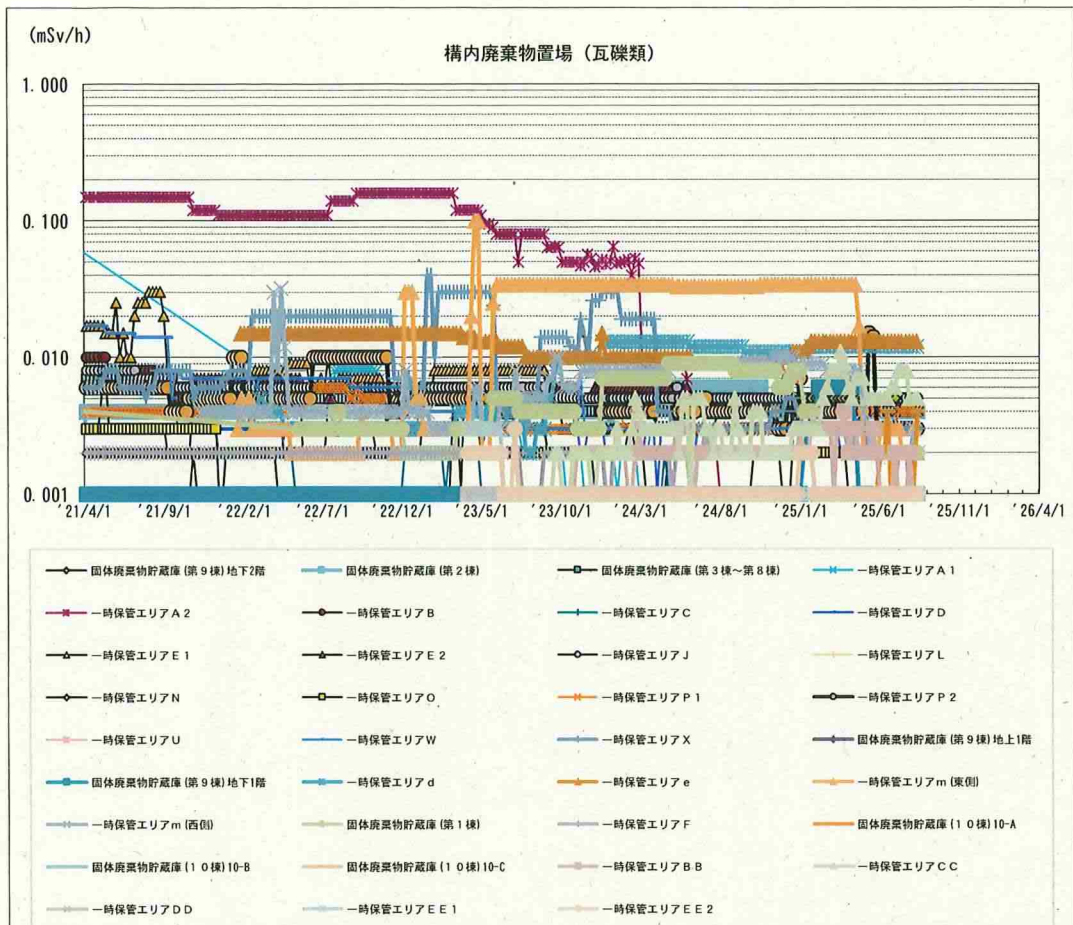 (mSv/h)
構内廃棄物置場（瓦礫類）
1.000
0.100
0.010
0.001
'21/4/1 '21/9/1 '22/2/1 '22/7/1 '22/12/1 '23/5/1 '23/10/1 '24/3/1 '24/8/1 '25/1/1 '25/6/1 '25/11/1 '26/4/1
固体廃棄物貯蔵庫(第9棟)地下2階 固体廃棄物貯蔵庫(第2棟) 固体廃棄物貯蔵庫(第3棟～第8棟) 一時保管エリアA1
一時保管エリアA2 一時保管エリアB 一時保管エリアC 一時保管エリアD
一時保管エリアE1 一時保管エリアE2 一時保管エリアJ 一時保管エリアL
一時保管エリアN 一時保管エリアO 一時保管エリアP1 一時保管エリアP2
一時保管エリアU 一時保管エリアW 一時保管エリアX 固体廃棄物貯蔵庫(第9棟)地上1階
固体廃棄物貯蔵庫(第9棟)地下1階 一時保管エリアd 一時保管エリアe 一時保管エリアm(東側)
一時保管エリアm(西側) 固体廃棄物貯蔵庫(第1棟) 一時保管エリアF 固体廃棄物貯蔵庫(10棟)10-A
固体廃棄物貯蔵庫(10棟)10-B 固体廃棄物貯蔵庫(10棟)10-C 一時保管エリアBB 一時保管エリアCC
一時保管エリアDD 一時保管エリアEE1 一時保管エリアEE2